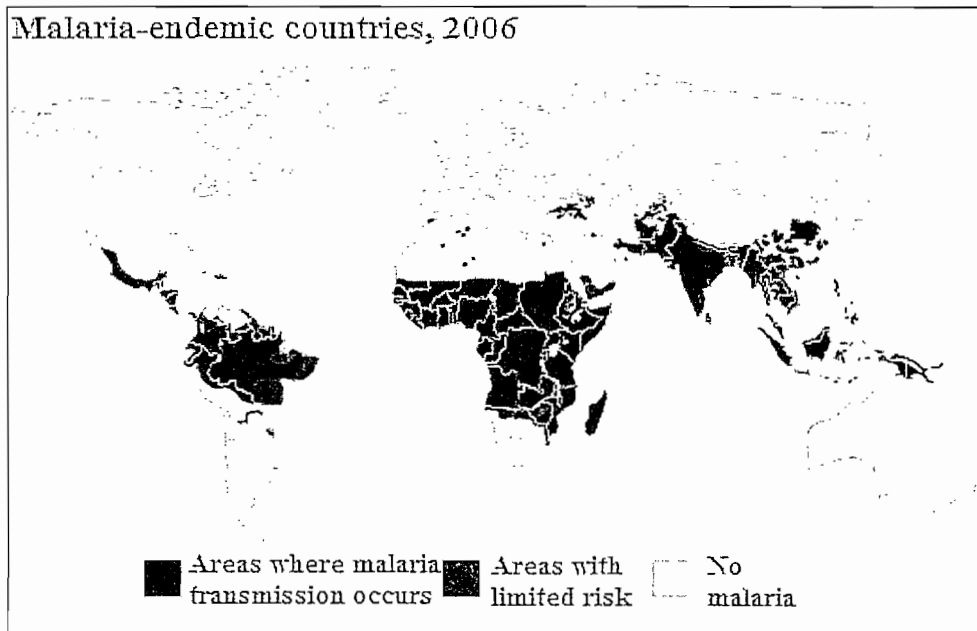 Malaria-endemic countries, 2006
Areas where malaria
transmission occurs
Areas with
limited risk
No
malaria